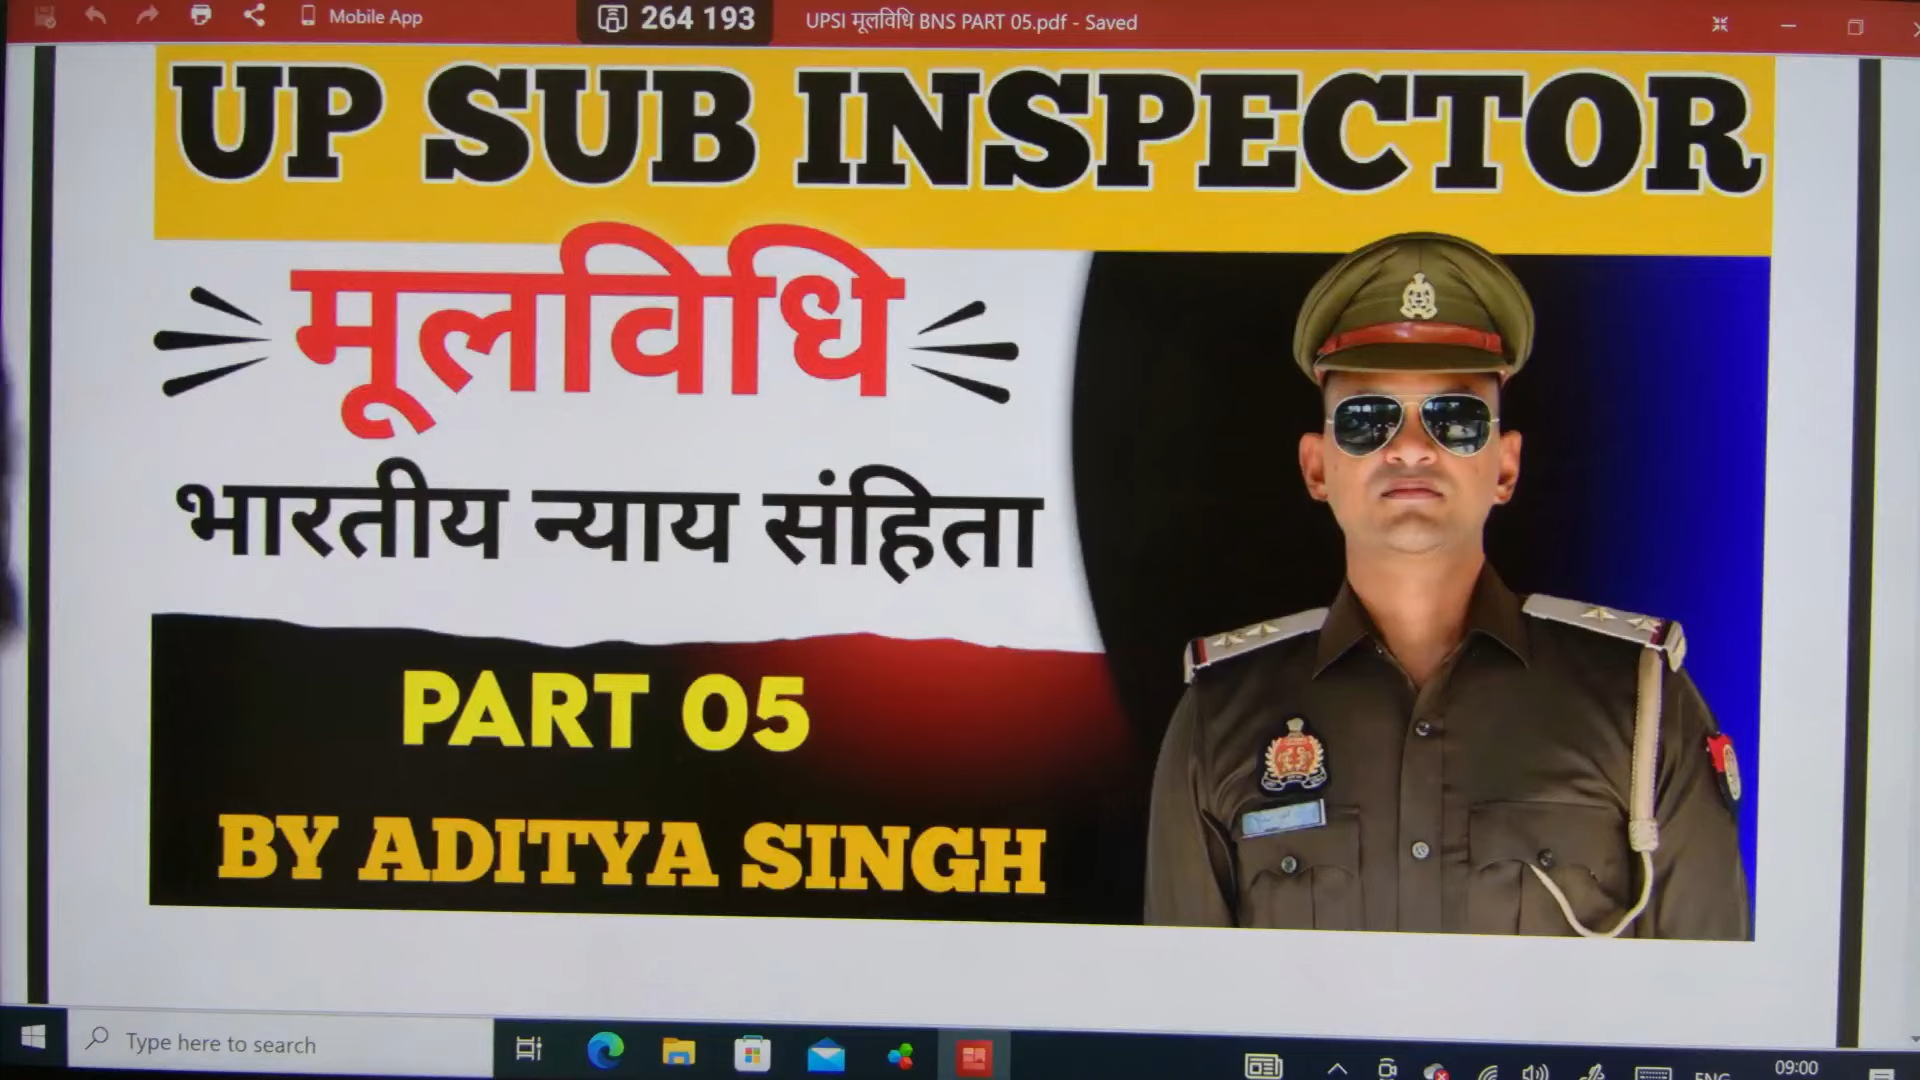 Mobile App
264 193
UPSI मूलविधि BNS PART 05.pdf - Saved
UP SUB INSPECTOR
मूलविधि
भारतीय न्याय संहिता
PART 05
BY ADITYA SINGH
Type here to search
ENG
09:00